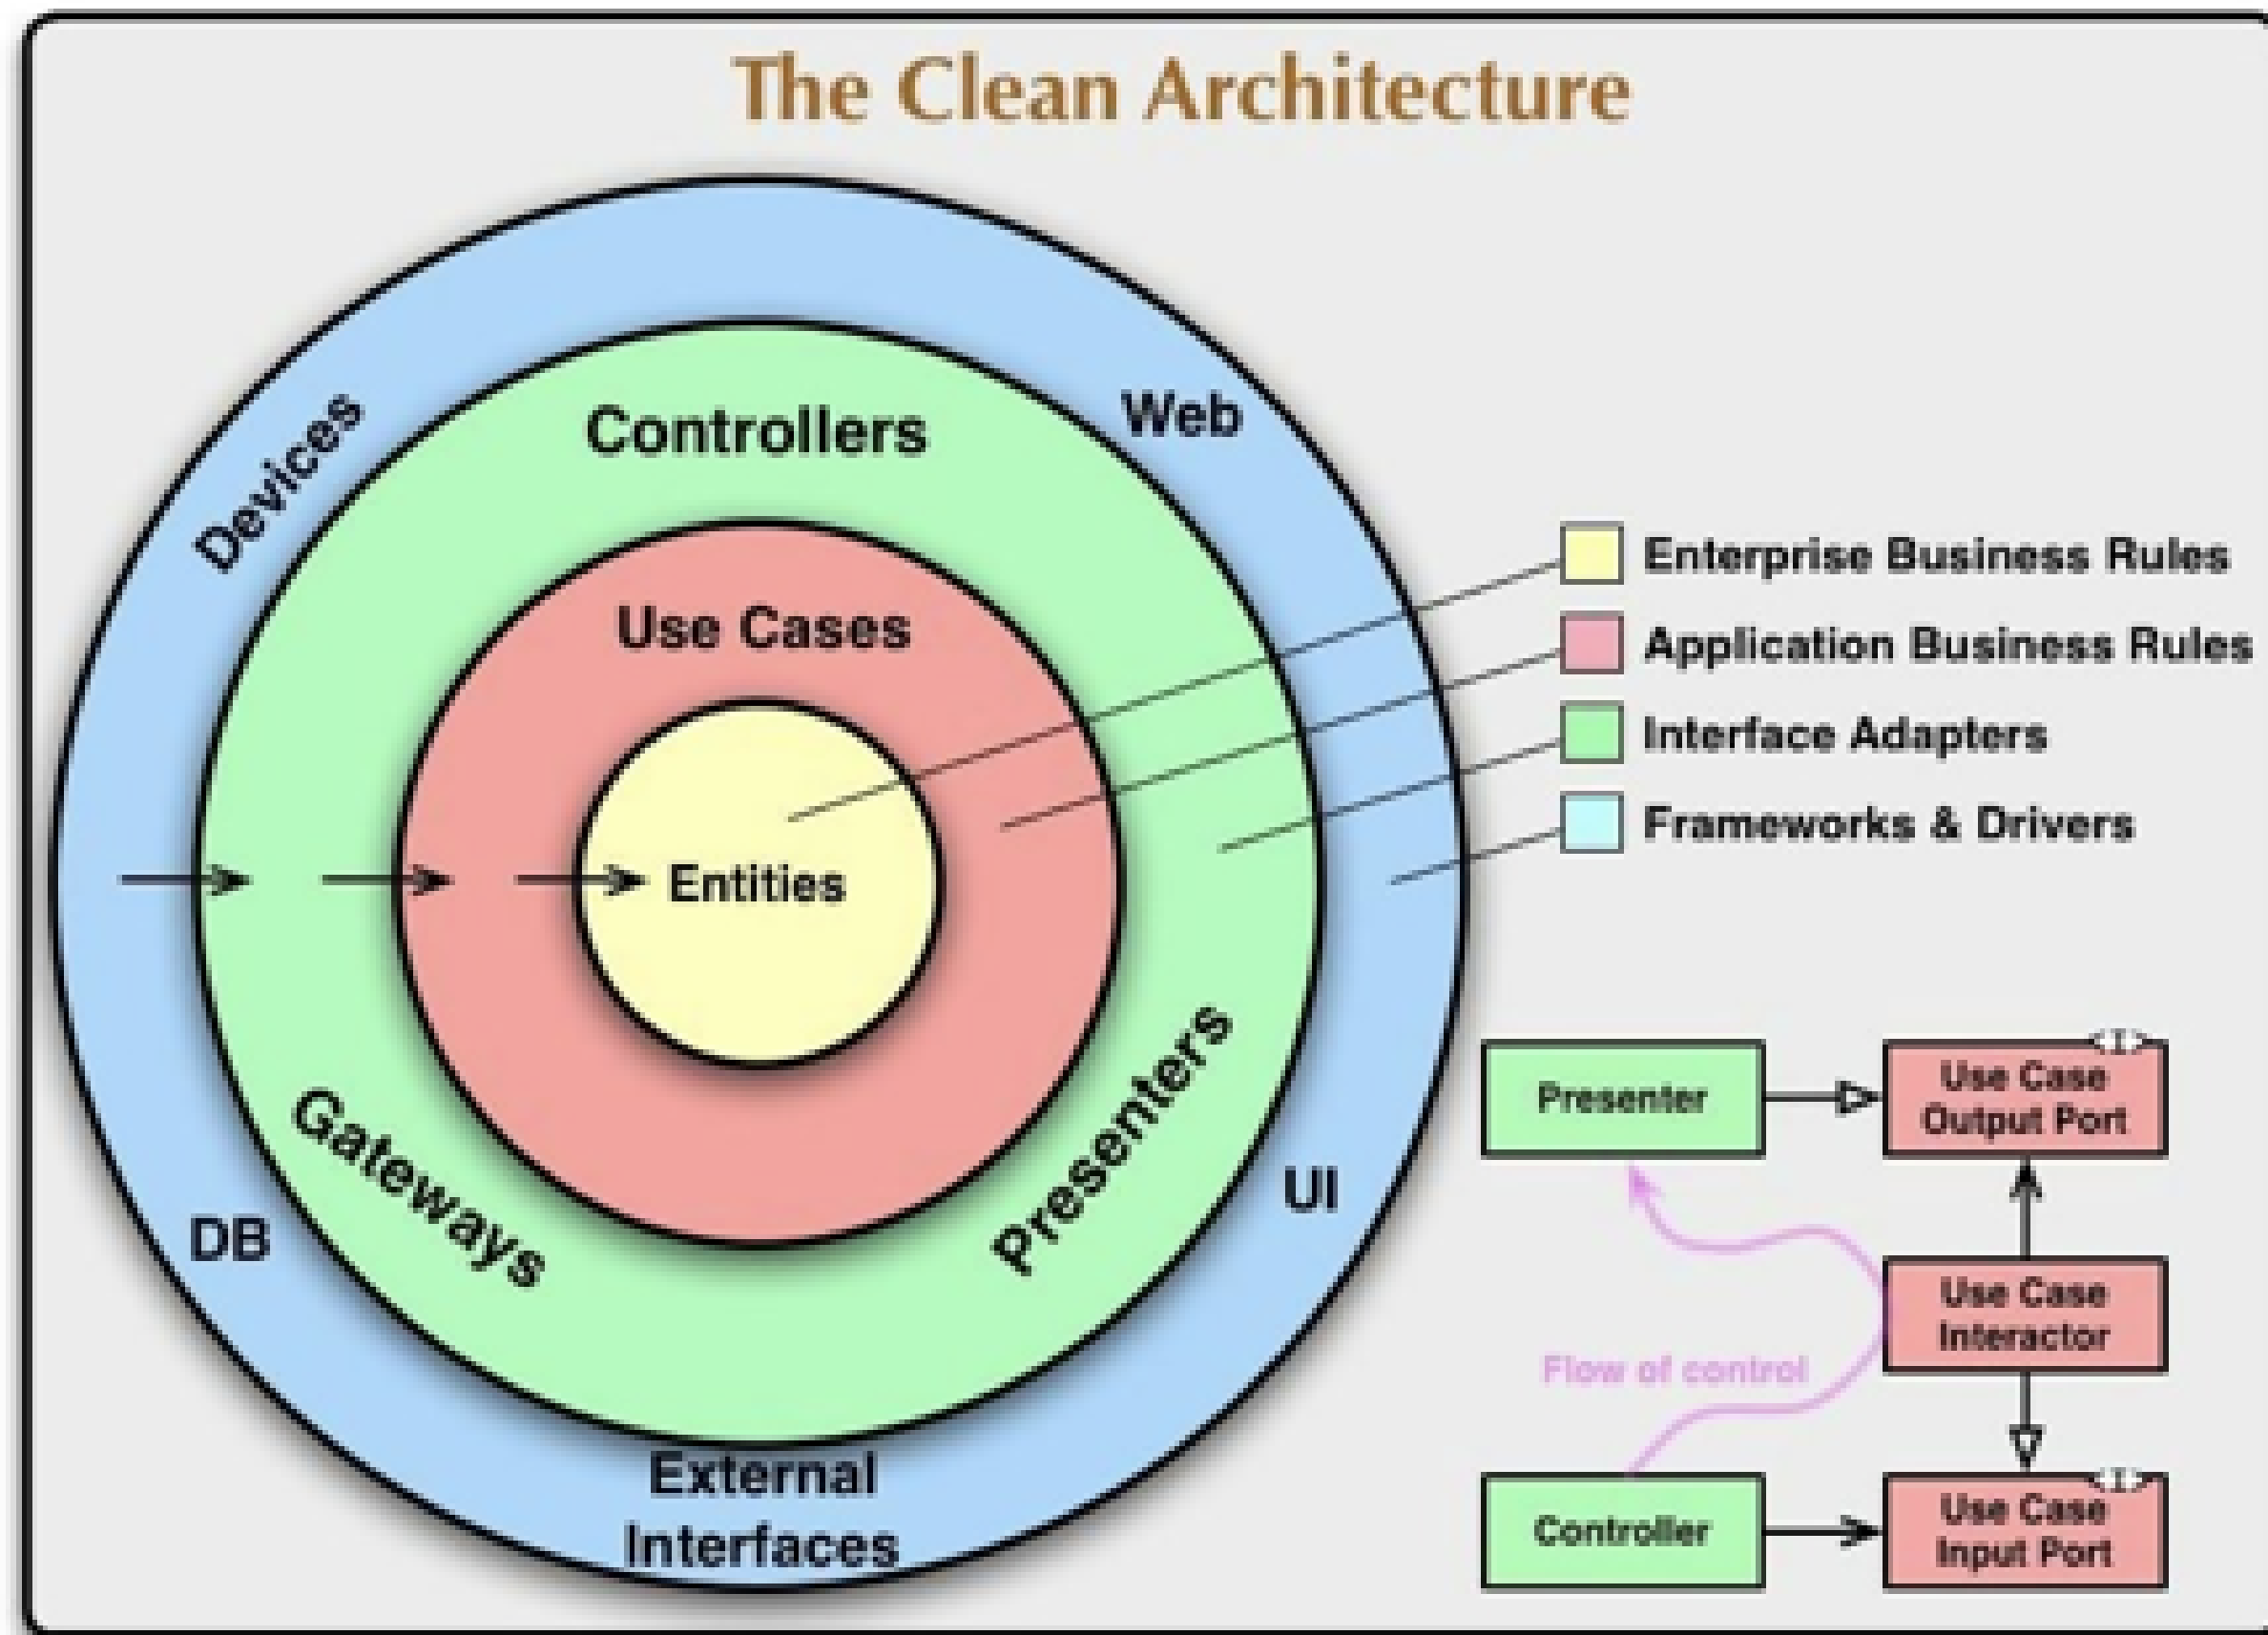 The Clean Architecture
Devices
Web
Controllers
Use Cases
Entities
Gateways
Presenters
DB
UI
External
Interfaces
Enterprise Business Rules
Application Business Rules
Interface Adapters
Frameworks & Drivers
Presenter
Use Case
Output Port
Use Case
Interactor
Flow of control
Controller
Use Case
Input Port